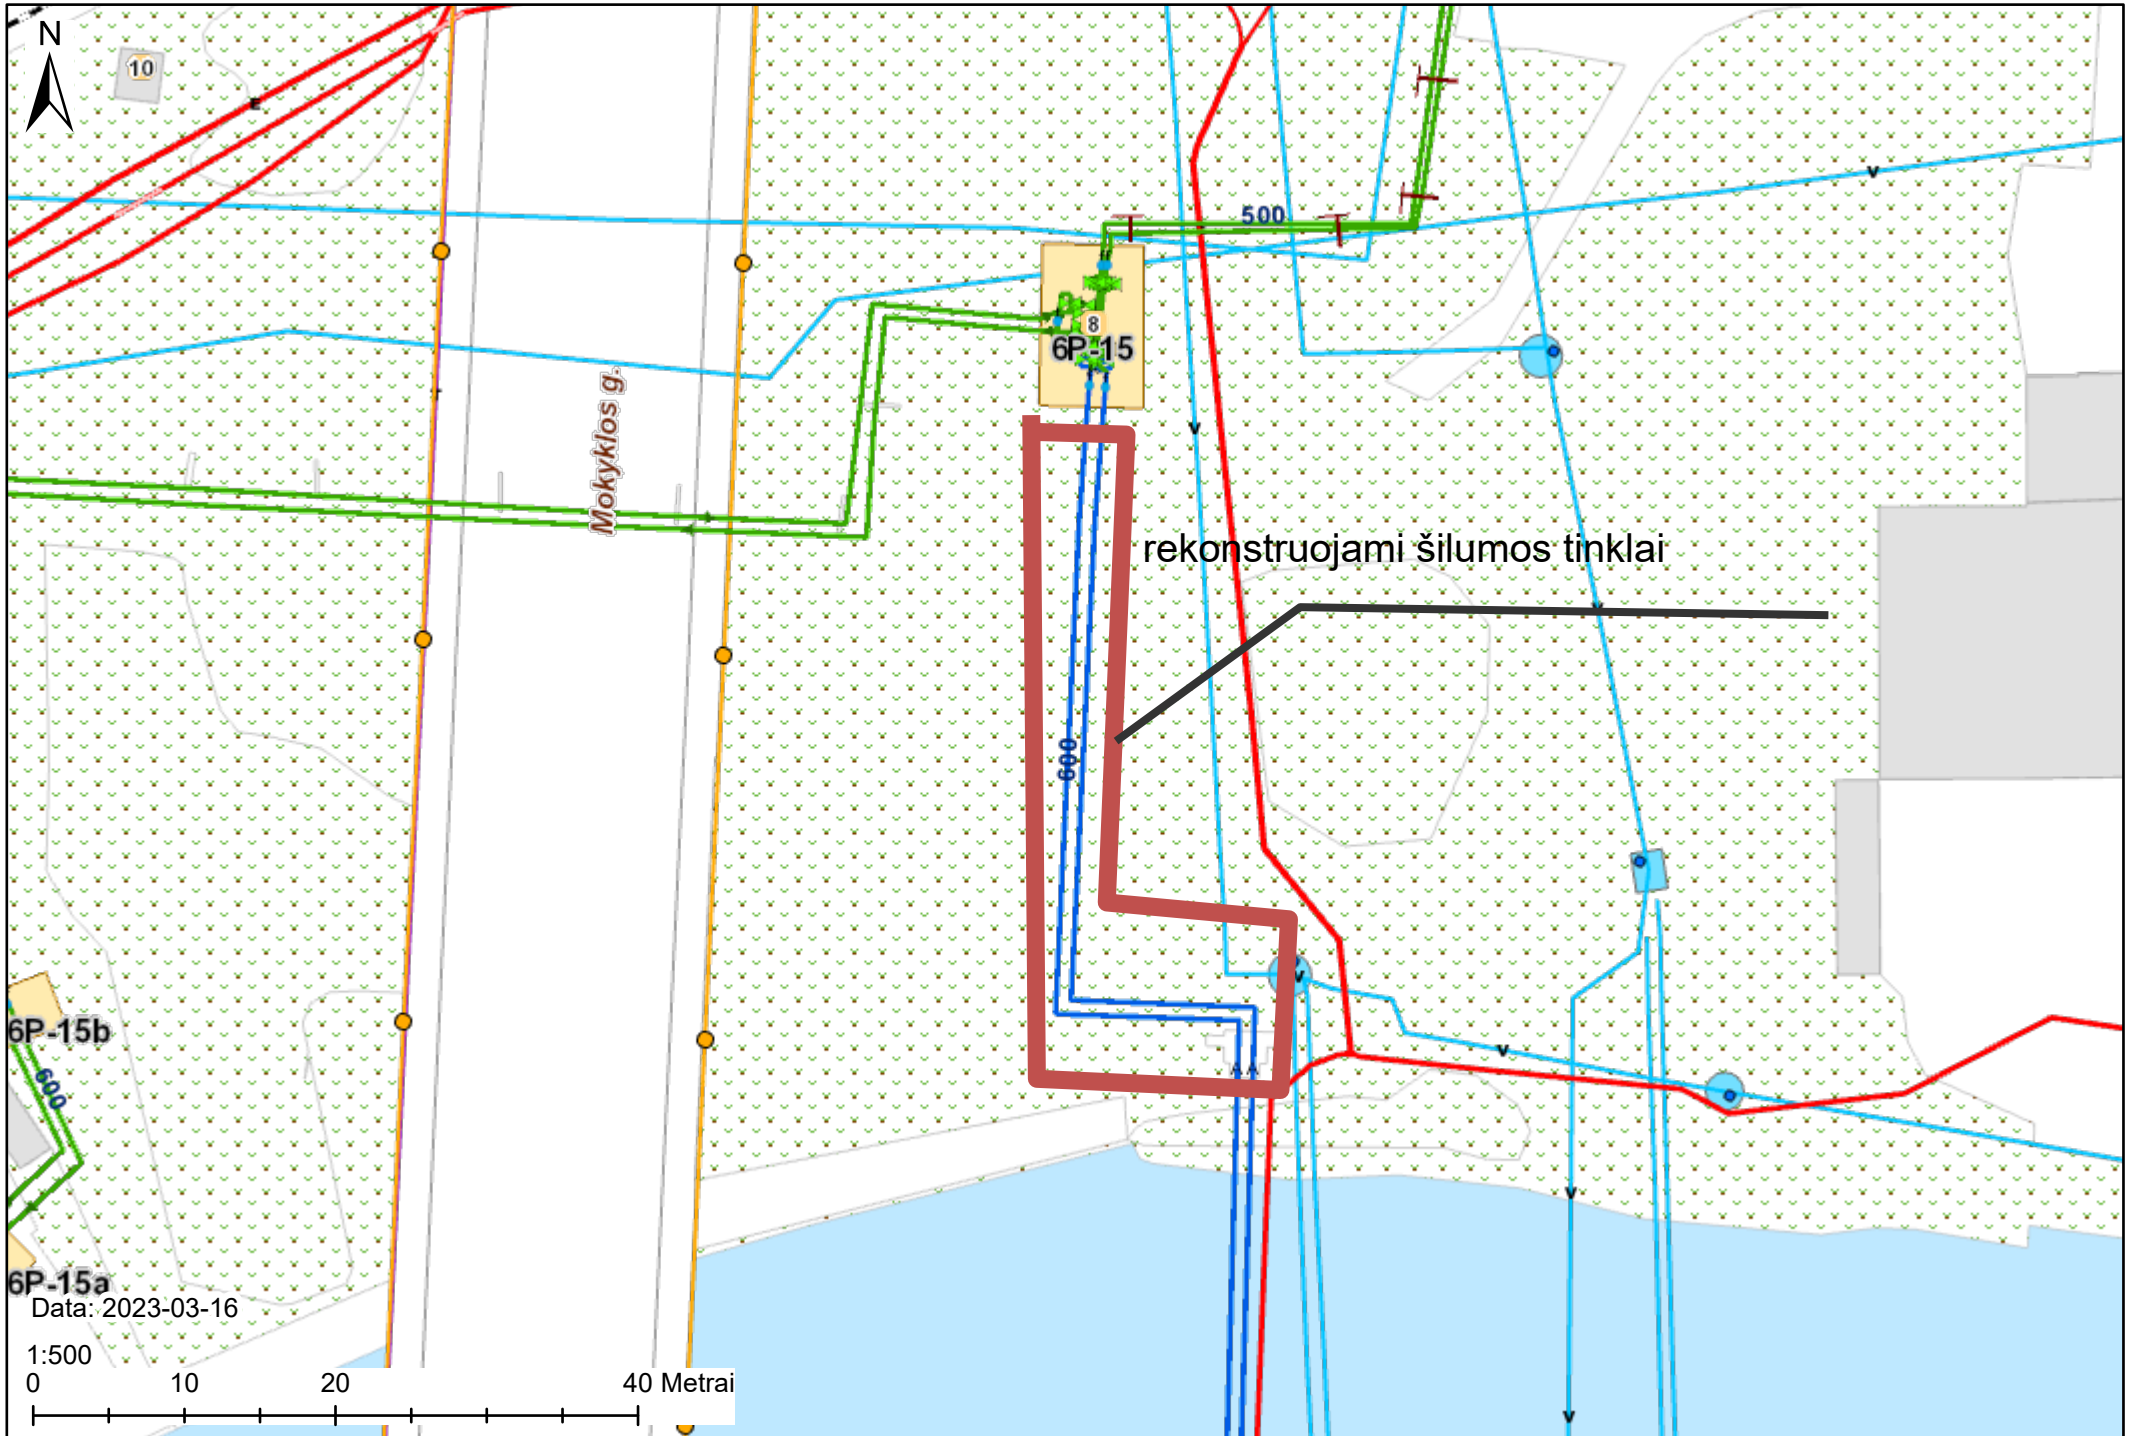 N
10
500
8
6P-15
Mokyklos g.
rekonstruojami šilumos tinklai
600
6P-15b
600
6P-15a
Data: 2023-03-16
1:500
0 10 20 40 Metrai
E
v
v
v
v
v
v
v